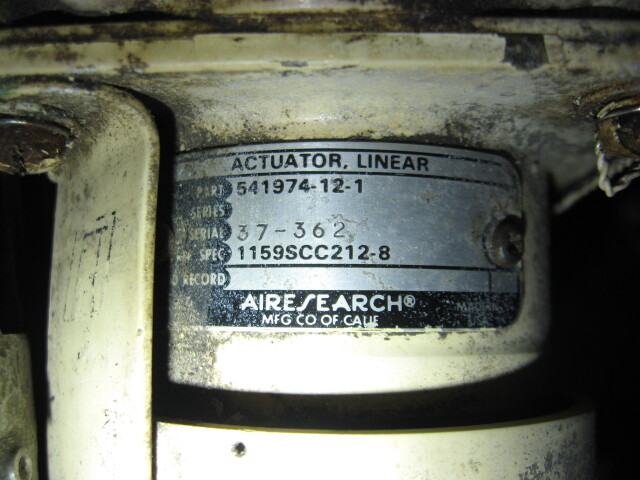 ACTUATOR, LINEAR
PART 541974-12-1
SERIES
SERIAL 37-362
SPEC 1159SCC212-8
RECORD
AIRESEARCH®
MFG CO OF CALIF